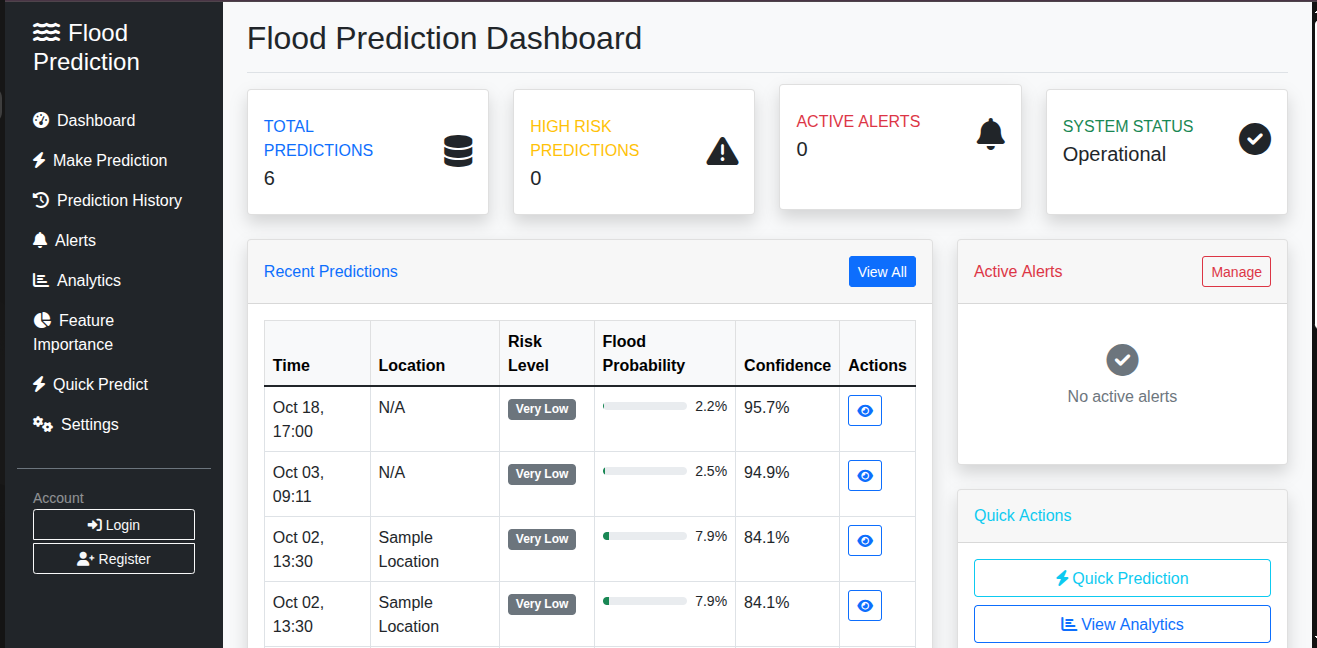 Flood
Prediction
Dashboard
Make Prediction
Prediction History
Alerts
Analytics
Feature
Importance
Quick Predict
Settings
Account
Login
Register
Flood Prediction Dashboard
TOTAL
PREDICTIONS
6
HIGH RISK
PREDICTIONS
0
ACTIVE ALERTS
0
SYSTEM STATUS
Operational
Recent Predictions
View All
Time Location Risk Level Flood Probability Confidence Actions
Oct 18, 17:00 N/A Very Low 2.2% 95.7%
Oct 03, 09:11 N/A Very Low 2.5% 94.9%
Oct 02, 13:30 Sample Location Very Low 7.9% 84.1%
Oct 02, 13:30 Sample Location Very Low 7.9% 84.1%
Active Alerts
Manage
No active alerts
Quick Actions
Quick Prediction
View Analytics